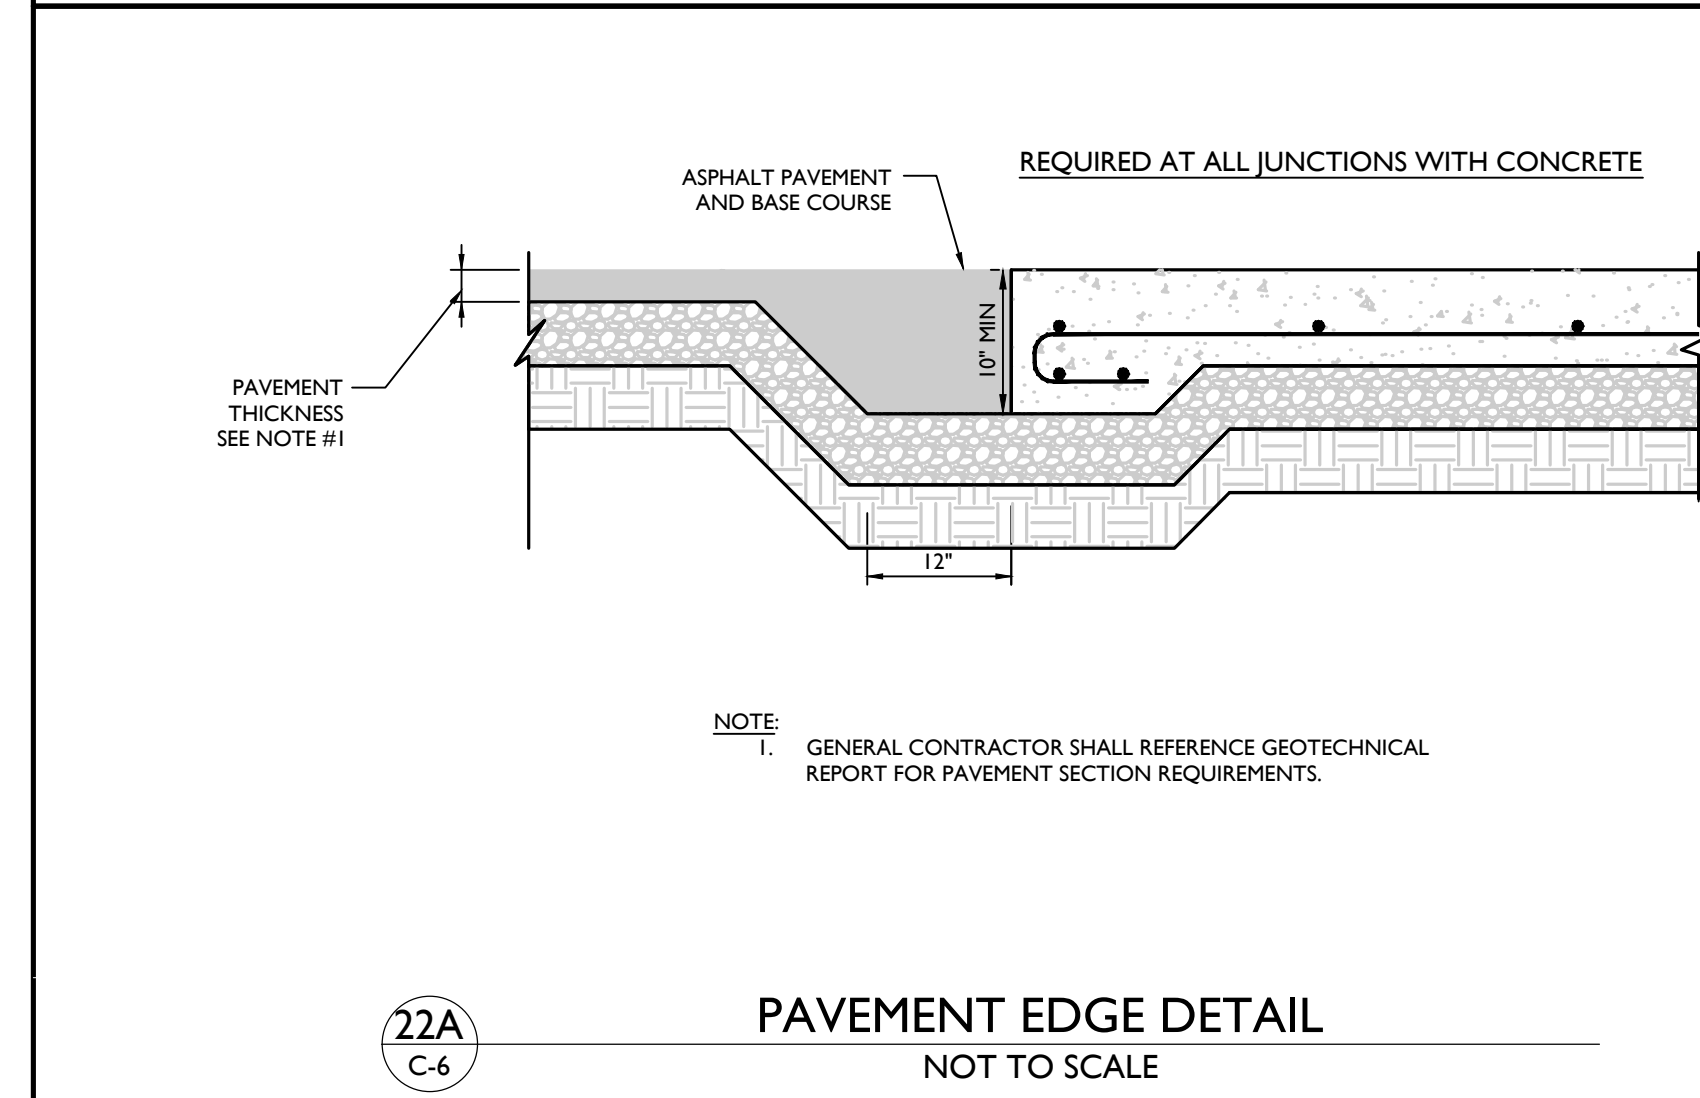 REQUIRED AT ALL JUNCTIONS WITH CONCRETE
ASPHALT PAVEMENT
AND BASE COURSE
10" MIN
PAVEMENT
THICKNESS
SEE NOTE #1
12"
NOTE:
1. GENERAL CONTRACTOR SHALL REFERENCE GEOTECHNICAL
REPORT FOR PAVEMENT SECTION REQUIREMENTS.
22A
C-6
PAVEMENT EDGE DETAIL
NOT TO SCALE